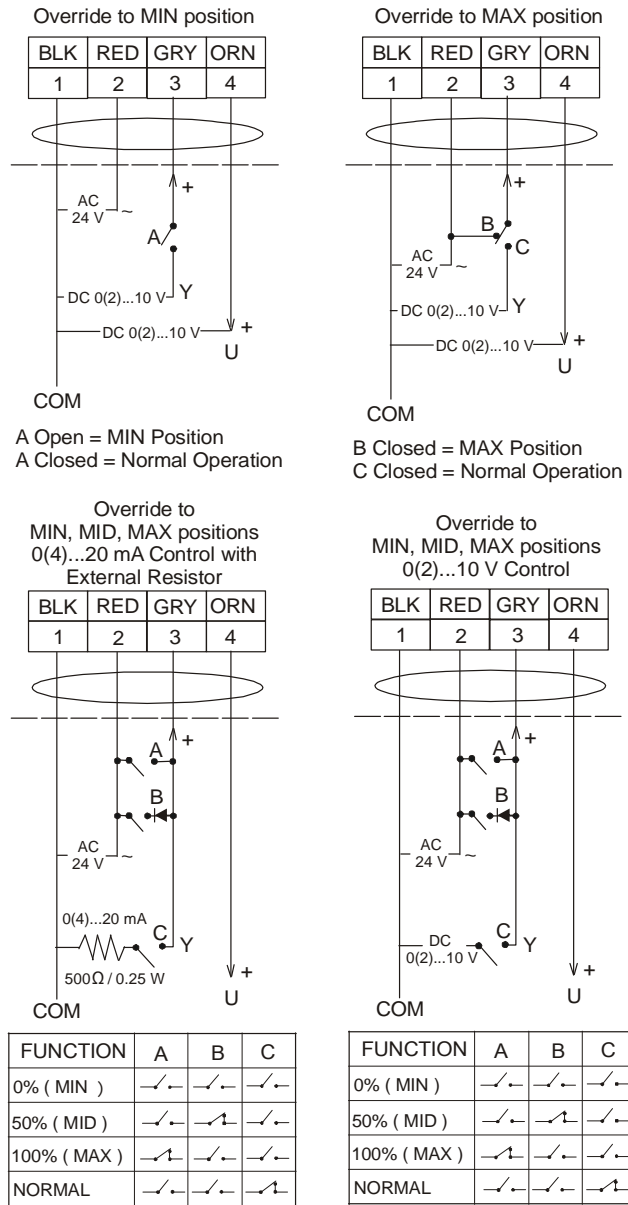 Override to MIN position
BLK RED GRY ORN
1 2 3 4
+
AC
24 V ~
A
DC 0(2)...10 V Y
DC 0(2)...10 V +
U
COM
A Open = MIN Position
A Closed = Normal Operation
Override to MAX position
BLK RED GRY ORN
1 2 3 4
+
B
C
AC
24 V ~
DC 0(2)...10 V Y
DC 0(2)...10 V +
U
COM
B Closed = MAX Position
C Closed = Normal Operation
Override to
MIN, MID, MAX positions
0(4)...20 mA Control with
External Resistor
BLK RED GRY ORN
1 2 3 4
+
A
B
AC
24 V ~
0(4)...20 mA
C Y
500Ω / 0.25 W
+
U
COM
FUNCTION A B C
0% ( MIN )
50% ( MID )
100% ( MAX )
NORMAL
Override to
MIN, MID, MAX positions
0(2)...10 V Control
BLK RED GRY ORN
1 2 3 4
+
A
B
AC
24 V ~
C Y
DC
0(2)...10 V
+
U
COM
FUNCTION A B C
0% ( MIN )
50% ( MID )
100% ( MAX )
NORMAL